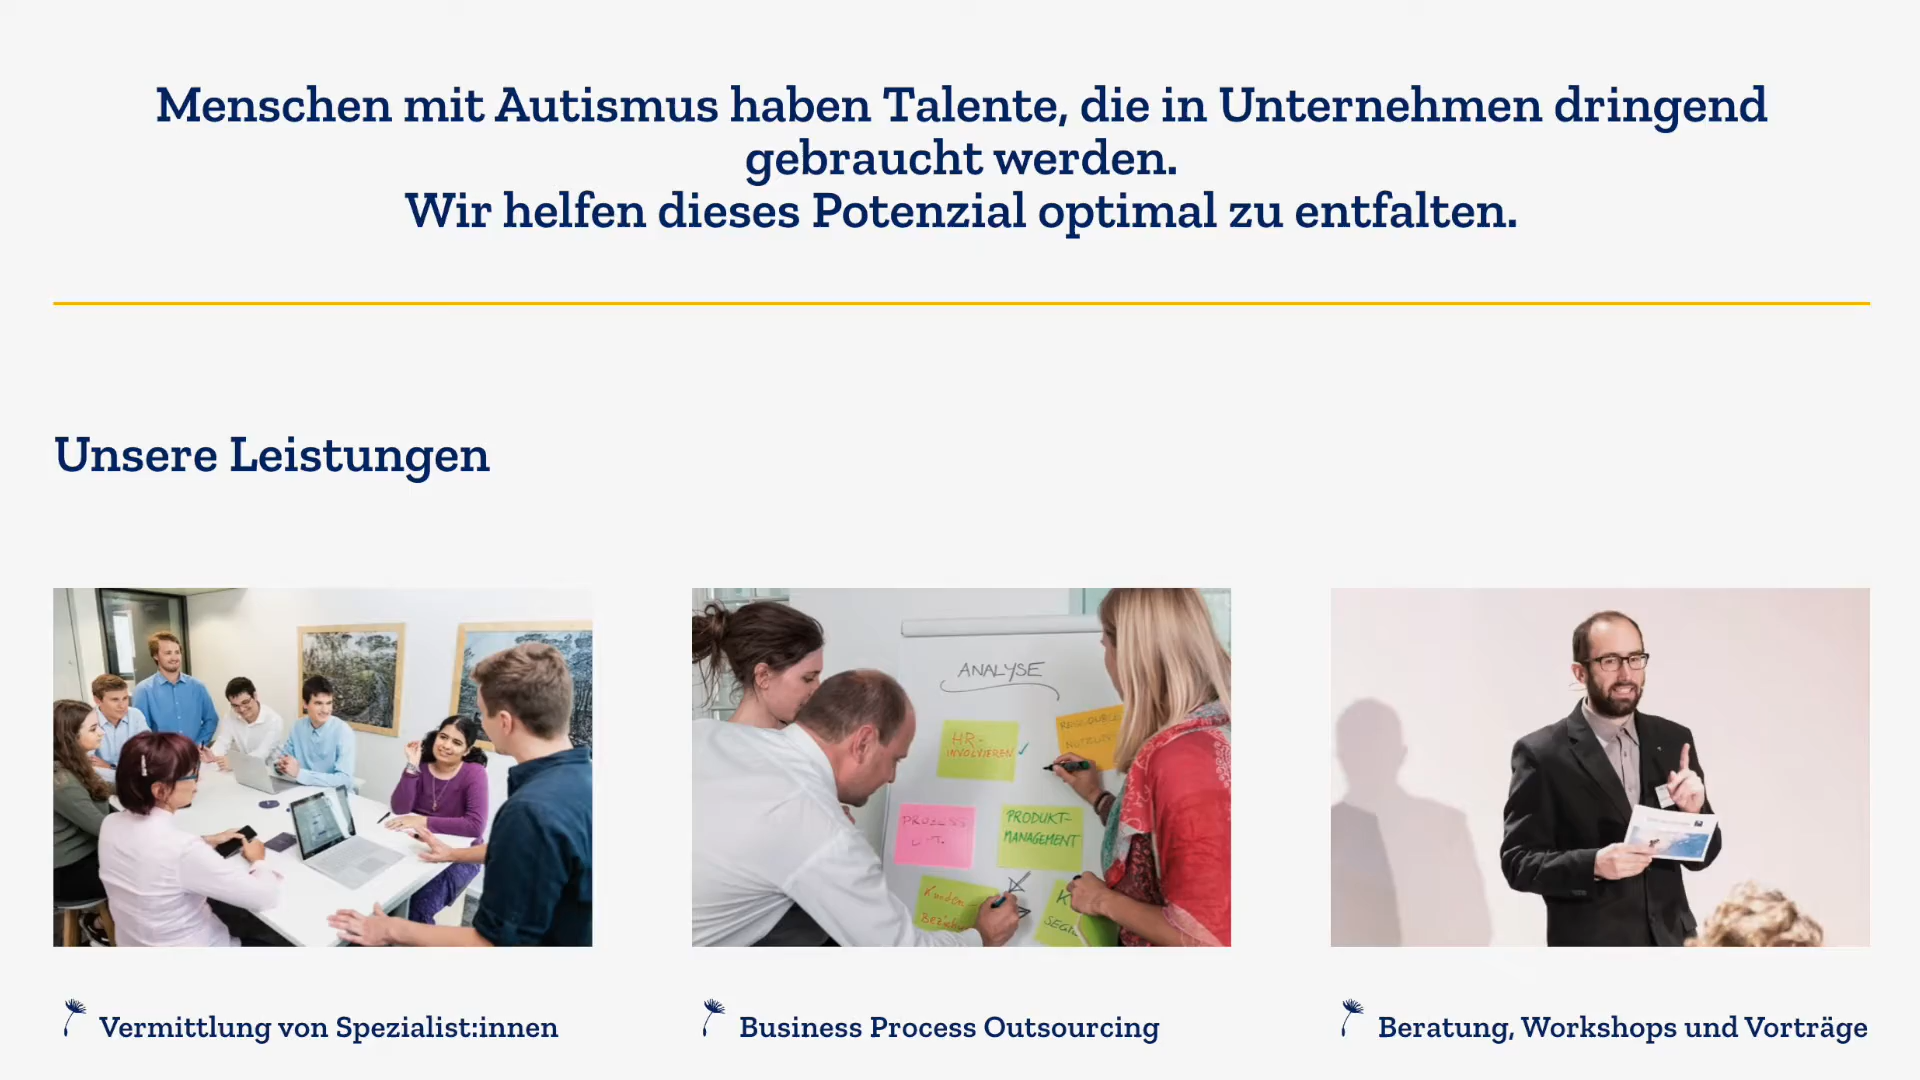 Menschen mit Autismus haben Talente, die in Unternehmen dringend
gebraucht werden.
Wir helfen dieses Potenzial optimal zu entfalten.
Unsere Leistungen
ANALYSE
HR-
INVOLVIEREN
PRODUKT-
MANAGEMENT
Kunden-
Vermittlung von Spezialist:innen
Business Process Outsourcing
Beratung, Workshops und Vorträge